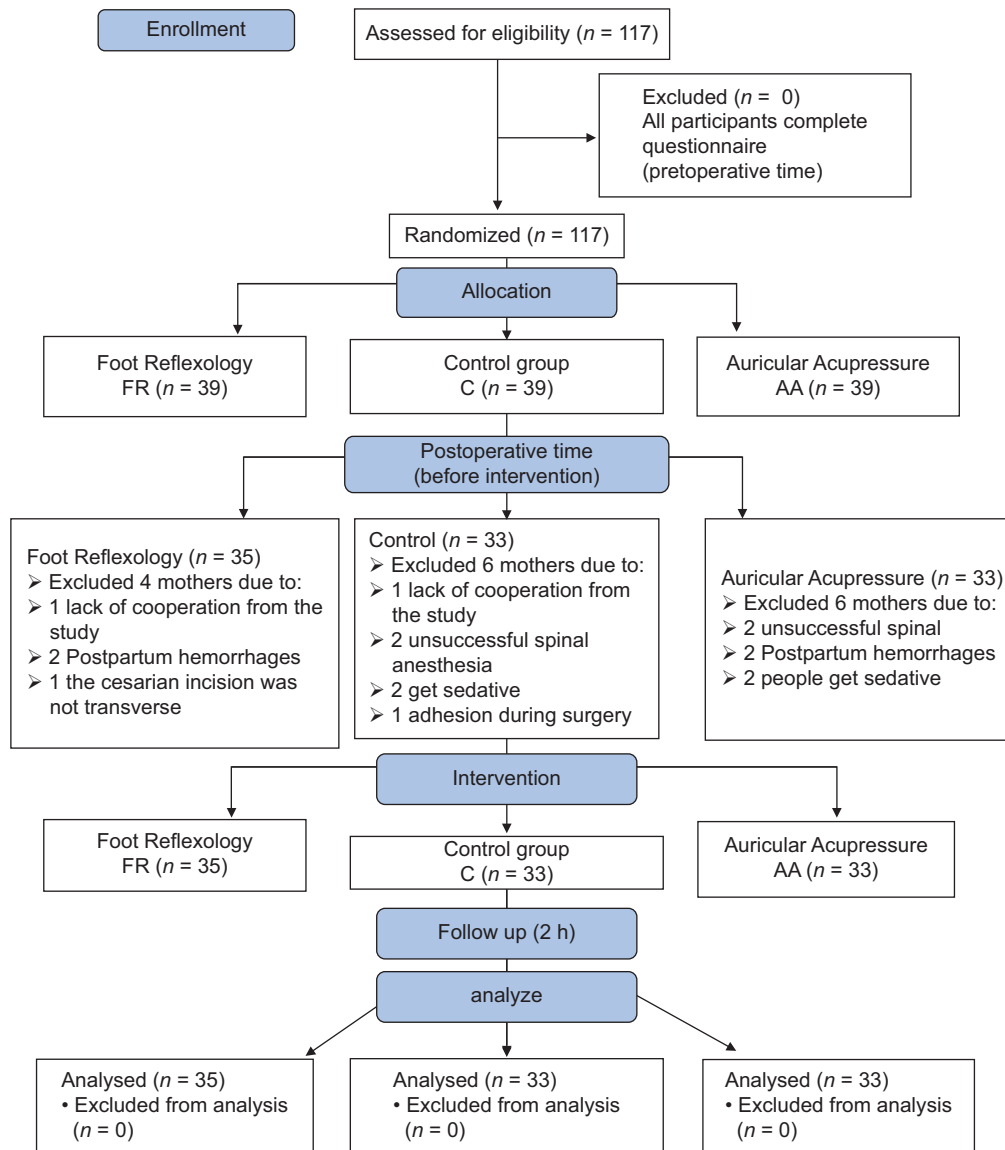 Enrollment
Assessed for eligibility (n = 117)
Excluded (n = 0)
All participants complete
questionnaire
(pretoperative time)
Randomized (n = 117)
Allocation
Foot Reflexology
FR (n = 39)
Control group
C (n = 39)
Auricular Acupressure
AA (n = 39)
Postoperative time
(before intervention)
Foot Reflexology (n = 35)
➢ Excluded 4 mothers due to:
➢ 1 lack of cooperation from the
study
➢ 2 Postpartum hemorrhages
➢ 1 the cesarian incision was
not transverse
Control (n = 33)
➢ Excluded 6 mothers due to:
➢ 1 lack of cooperation from
the study
➢ 2 unsuccessful spinal
anesthesia
➢ 2 get sedative
➢ 1 adhesion during surgery
Auricular Acupressure (n = 33)
➢ Excluded 6 mothers due to:
➢ 2 unsuccessful spinal
➢ 2 Postpartum hemorrhages
➢ 2 people get sedative
Intervention
Foot Reflexology
FR (n = 35)
Control group
C (n = 33)
Auricular Acupressure
AA (n = 33)
Follow up (2 h)
analyze
Analysed (n = 35)
• Excluded from analysis
(n = 0)
Analysed (n = 33)
• Excluded from analysis
(n = 0)
Analysed (n = 33)
• Excluded from analysis
(n = 0)